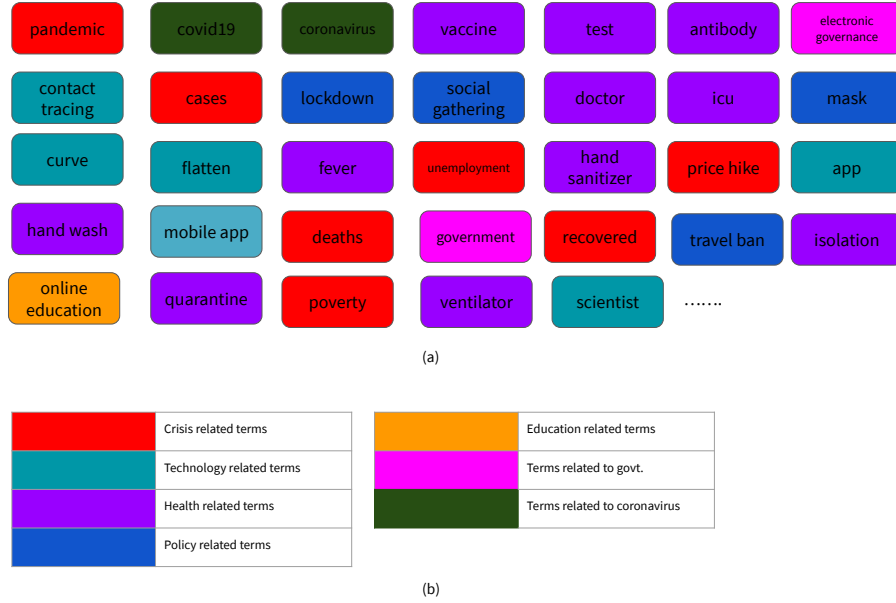 pandemic
covid19
coronavirus
vaccine
test
antibody
electronic
governance
contact
tracing
cases
lockdown
social
gathering
doctor
icu
mask
curve
flatten
fever
unemployment
hand
sanitizer
price hike
app
hand wash
mobile app
deaths
government
recovered
travel ban
isolation
online
education
quarantine
poverty
ventilator
scientist
.......
(a)
Crisis related terms
Technology related terms
Health related terms
Policy related terms
Education related terms
Terms related to govt.
Terms related to coronavirus
(b)